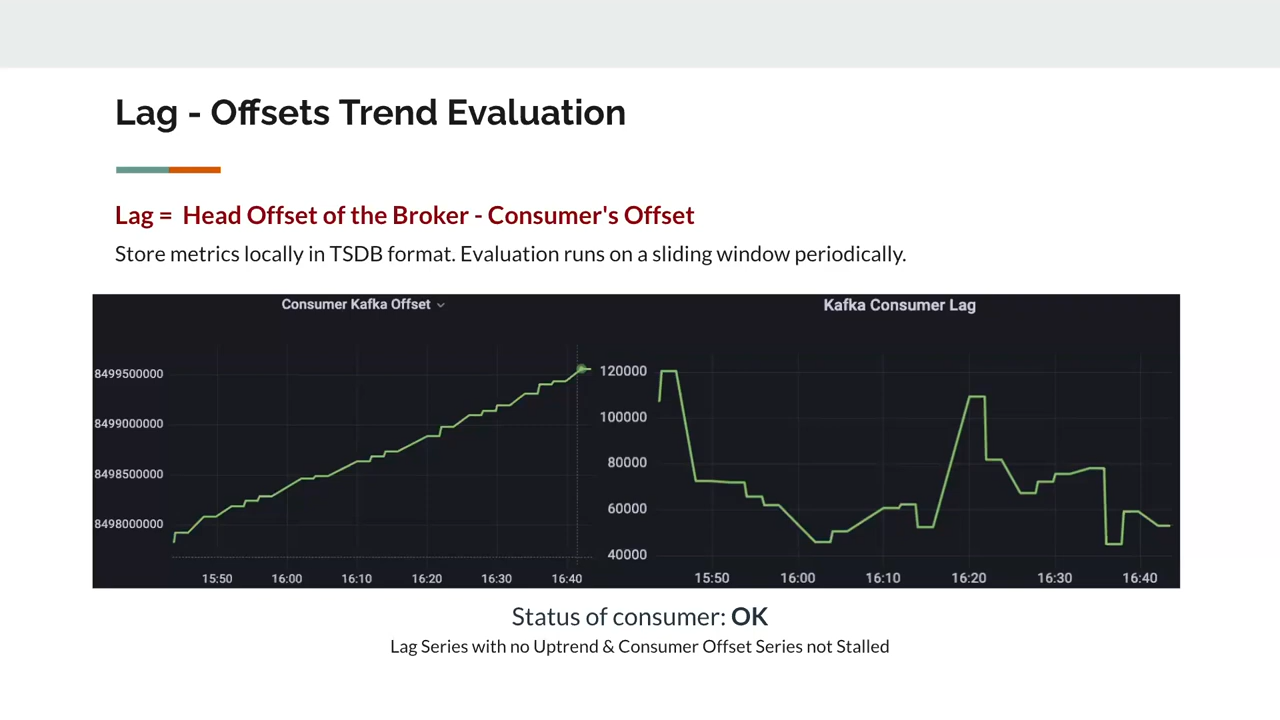 Lag - Offsets Trend Evaluation
Lag = Head Offset of the Broker - Consumer's Offset
Store metrics locally in TSDB format. Evaluation runs on a sliding window periodically.
Consumer Kafka Offset
8499500000
8499000000
8498500000
8498000000
15:50 16:00 16:10 16:20 16:30 16:40
Kafka Consumer Lag
120000
100000
80000
60000
40000
15:50 16:00 16:10 16:20 16:30 16:40
Status of consumer: OK
Lag Series with no Uptrend & Consumer Offset Series not Stalled